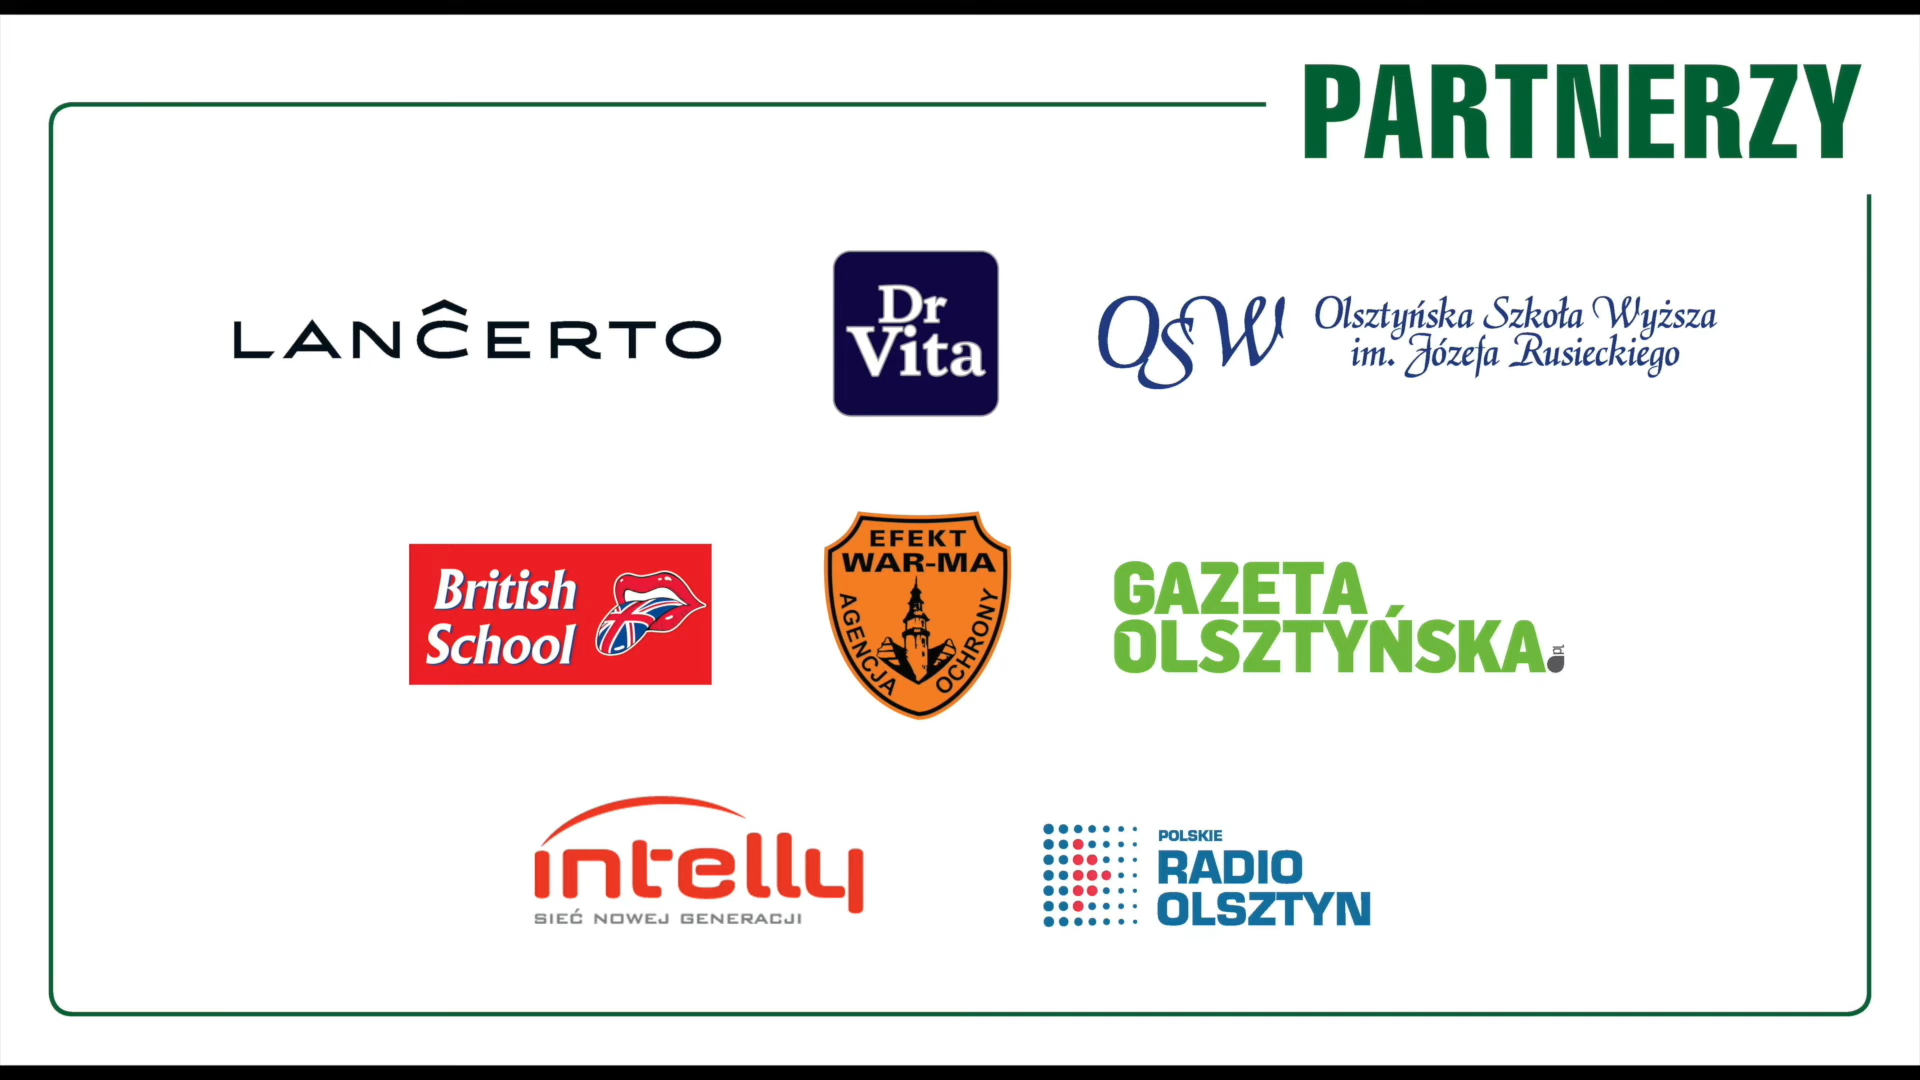 PARTNERZY
LANĈERTO
Dr
Vita
OSW
Olsztyńska Szkoła Wyższa
im. Józefa Rusieckiego
British
School
EFEKT
WAR-MA
AGENCJA
OCHRONY
GAZETA
OLSZTYŃSKA.pl
intelly
SIEĆ NOWEJ GENERACJI
POLSKIE
RADIO
OLSZTYN